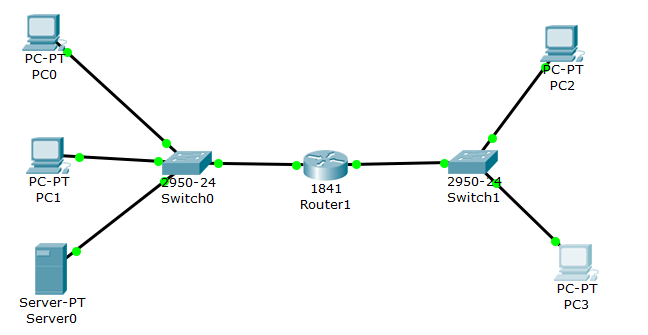 PC-PT
PC0
PC-PT
PC1
Server-PT
Server0
2950-24
Switch0
1841
Router1
2950-24
Switch1
PC-PT
PC2
PC-PT
PC3